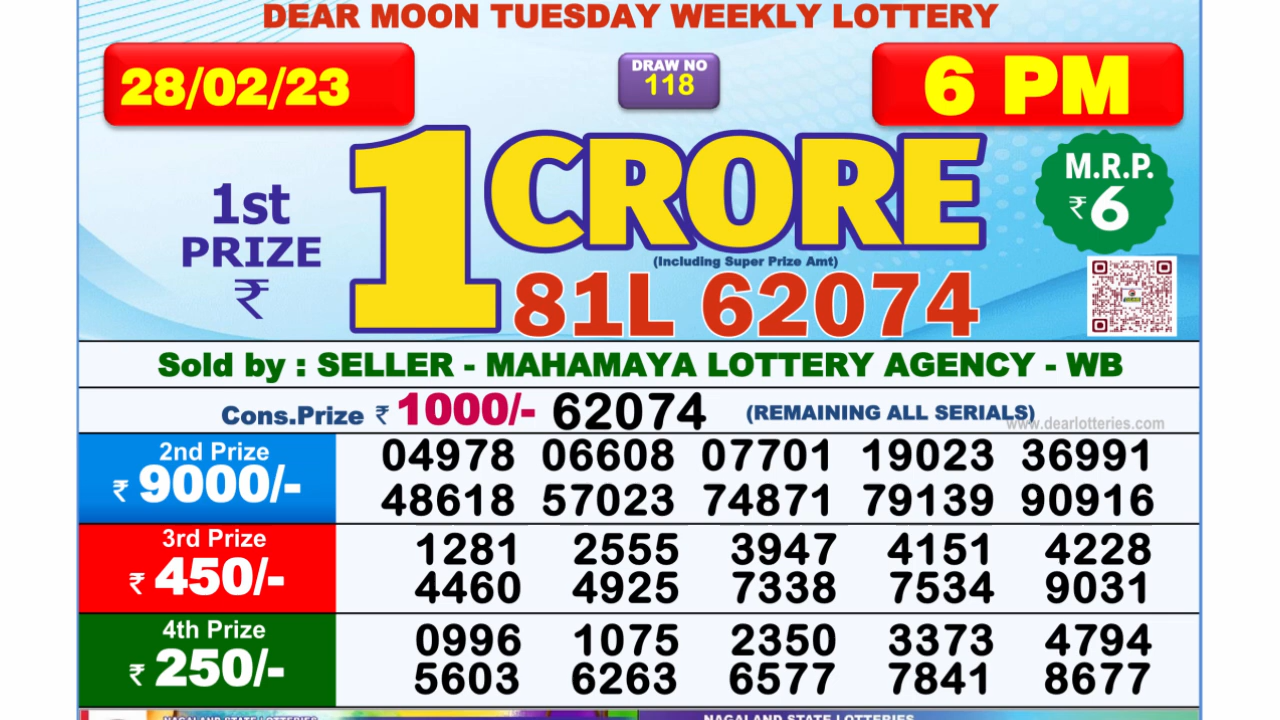 DEAR MOON TUESDAY WEEKLY LOTTERY
28/02/23
DRAW NO
118
6 PM
1st
PRIZE
₹
1 CRORE
(Including Super Prize Amt)
81L 62074
M.R.P.
₹6
Sold by : SELLER - MAHAMAYA LOTTERY AGENCY - WB
Cons.Prize ₹ 1000/- 62074 (REMAINING ALL SERIALS)
www.dearlotteries.com
2nd Prize
₹ 9000/-
04978 06608 07701 19023 36991
48618 57023 74871 79139 90916
3rd Prize
₹ 450/-
1281 2555 3947 4151 4228
4460 4925 7338 7534 9031
4th Prize
₹ 250/-
0996 1075 2350 3373 4794
5603 6263 6577 7841 8677
NAGALAND STATE LOTTERIES
NAGALAND STATE LOTTERIES